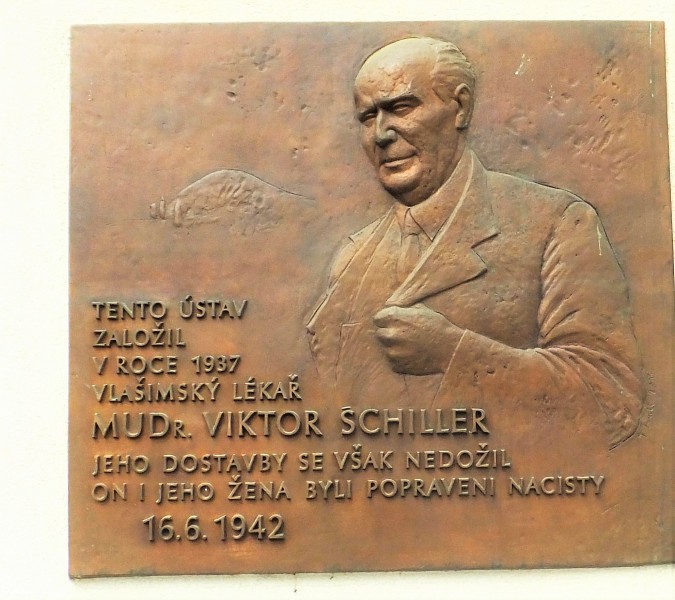 TENTO ÚSTAV
ZALOŽIL
V ROCE 1937
VLAŠIMSKÝ LÉKAŘ
MUDR. VIKTOR SCHILLER
JEHO DOSTAVBY SE VŠAK NEDOŽIL
ON I JEHO ŽENA BYLI POPRAVENI NACISTY
16.6.1942